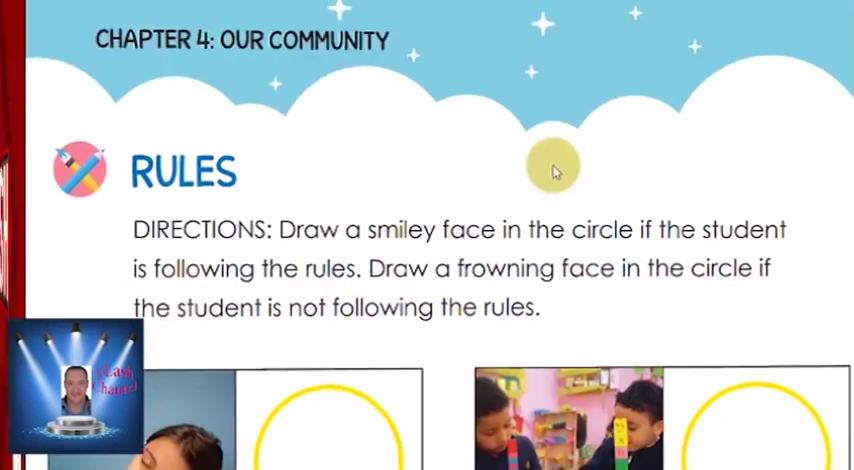 CHAPTER 4: OUR COMMUNITY
RULES
DIRECTIONS: Draw a smiley face in the circle if the student
is following the rules. Draw a frowning face in the circle if
the student is not following the rules.